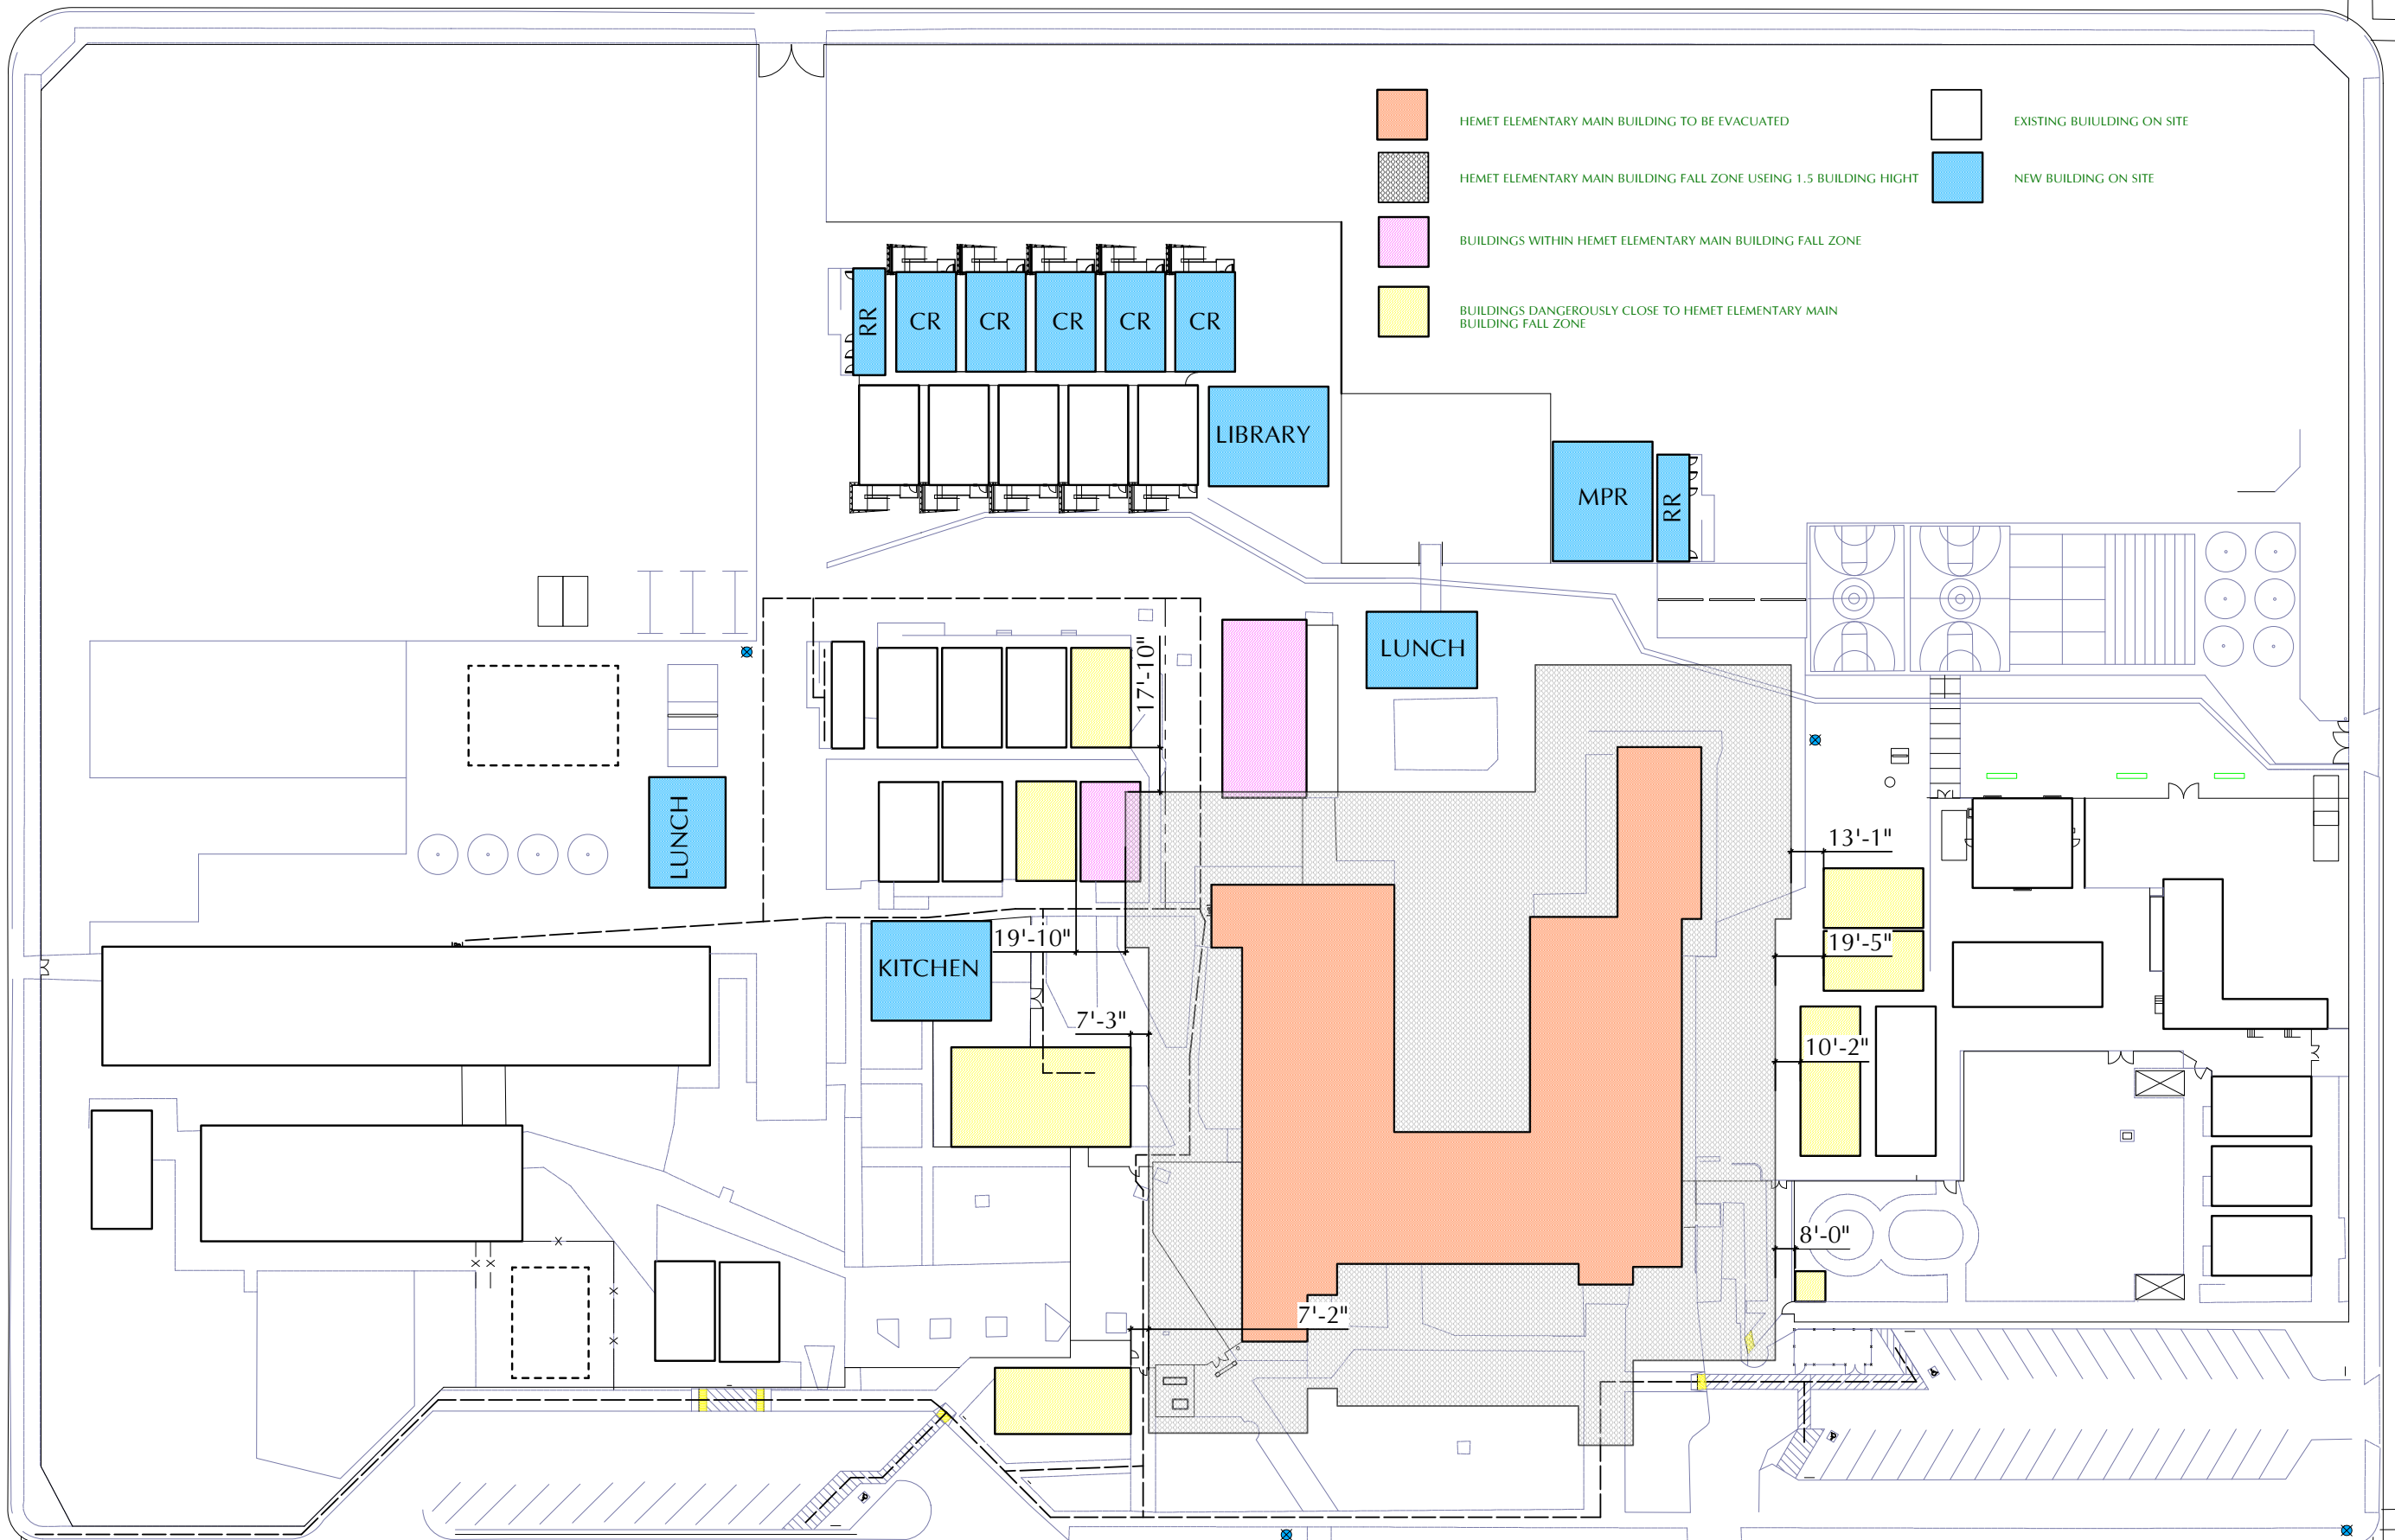 HEMET ELEMENTARY MAIN BUILDING TO BE EVACUATED
EXISTING BUIULDING ON SITE
HEMET ELEMENTARY MAIN BUILDING FALL ZONE USEING 1.5 BUILDING HIGHT
NEW BUILDING ON SITE
BUILDINGS WITHIN HEMET ELEMENTARY MAIN BUILDING FALL ZONE
BUILDINGS DANGEROUSLY CLOSE TO HEMET ELEMENTARY MAIN
BUILDING FALL ZONE
RR
CR
CR
CR
CR
CR
LIBRARY
MPR
RR
LUNCH
17'-10"
LUNCH
13'-1"
19'-10"
19'-5"
KITCHEN
7'-3"
10'-2"
8'-0"
7'-2"